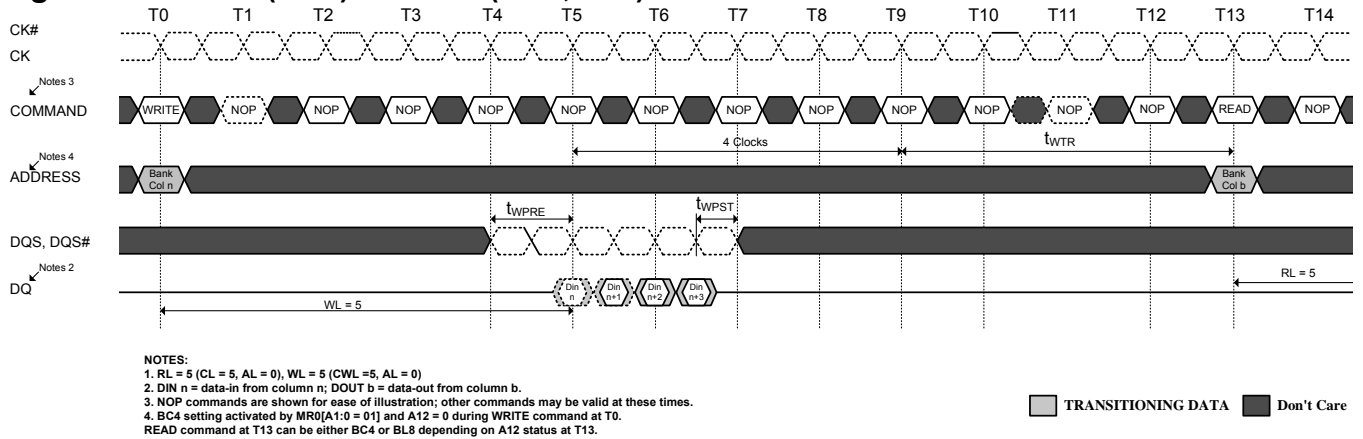 T0 T1 T2 T3 T4 T5 T6 T7 T8 T9 T10 T11 T12 T13 T14
CK#
CK
Notes 3
COMMAND
WRITE NOP NOP NOP NOP NOP NOP NOP NOP NOP NOP NOP NOP READ NOP
4 Clocks tWTR
Notes 4
ADDRESS
Bank
Col n
Bank
Col b
tWPRE tWPST
DQS, DQS#
Notes 2
DQ
Din
n
Din
n+1
Din
n+2
Din
n+3
RL = 5
WL = 5
NOTES:
1. RL = 5 (CL = 5, AL = 0), WL = 5 (CWL =5, AL = 0)
2. DIN n = data-in from column n; DOUT b = data-out from column b.
3. NOP commands are shown for ease of illustration; other commands may be valid at these times.
4. BC4 setting activated by MR0[A1:0 = 01] and A12 = 0 during WRITE command at T0.
READ command at T13 can be either BC4 or BL8 depending on A12 status at T13.
TRANSITIONING DATA Don't Care